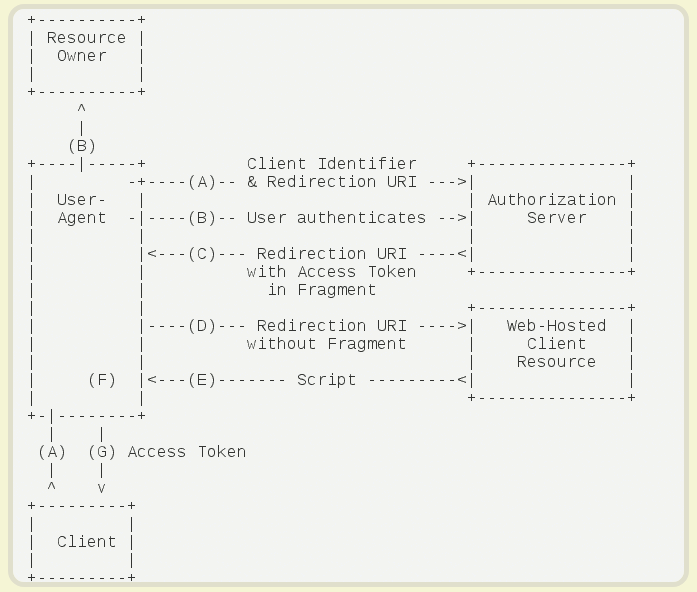 +----------+
| Resource |
|  Owner   |
|          |
+----------+
     ^
     |
    (B)
+----|-----+          Client Identifier     +---------------+
|         -+----(A)-- & Redirection URI --->|               |
|  User-   |                                | Authorization |
|  Agent  -|----(B)-- User authenticates -->|     Server    |
|          |                                |               |
|          |<---(C)--- Redirection URI ----<|               |
|          |          with Access Token     +---------------+
|          |            in Fragment
|          |                                +---------------+
|          |----(D)--- Redirection URI ---->|   Web-Hosted  |
|          |          without Fragment      |     Client    |
|          |                                |    Resource   |
|     (F)  |<---(E)------- Script ---------<|               |
|          |                                +---------------+
+-|--------+
  |    |
 (A)  (G) Access Token
  |    |
  ^    v
+---------+
|         |
|  Client |
|         |
+---------+